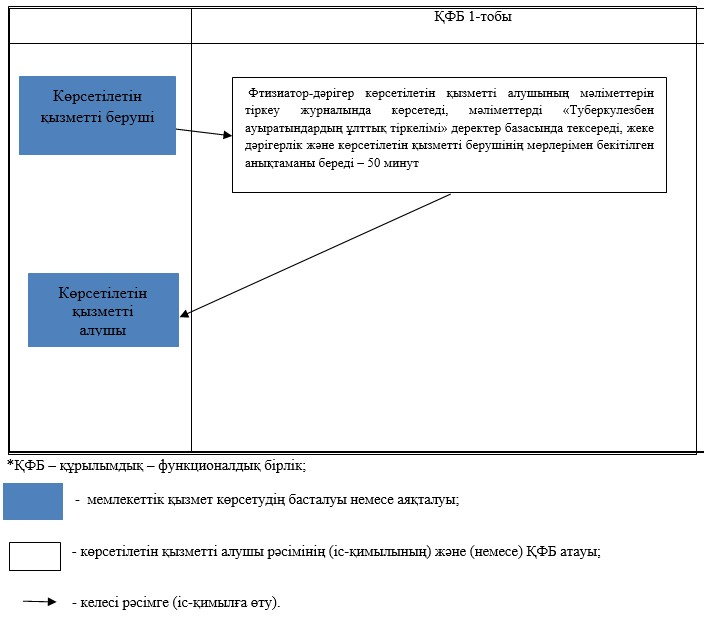 ҚФБ 1-тобы
Көрсетілетін
қызметті беруші
Фтизиатор-дәрігер көрсетілетін қызметті алушының мәліметтерін
тіркеу журналында көрсетеді, мәліметтерді «Туберкулезбен
ауыратындардың ұлттық тіркелімі» деректер базасында тексереді, жеке
дәрігерлік және көрсетілетін қызметті берушінің мөрлерімен бекітілген
анықтаманы береді – 50 минут
Көрсетілетін
қызметті
алушы
*ҚФБ – құрылымдық – функционалдық бірлік;
- мемлекеттік қызмет көрсетудің басталуы немесе аяқталуы;
- көрсетілетін қызметті алушы рәсімінің (іс-қимылының) және (немесе) ҚФБ атауы;
- келесі рәсімге (іс-қимылға өту).